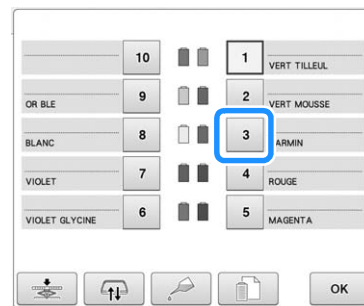 10 1 VERT TILLEUL
OR BLE 9 2 VERT MOUSSE
BLANC 8 3 ARMIN
VIOLET 7 4 ROUGE
VIOLET GLYCINE 6 5 MAGENTA
OK